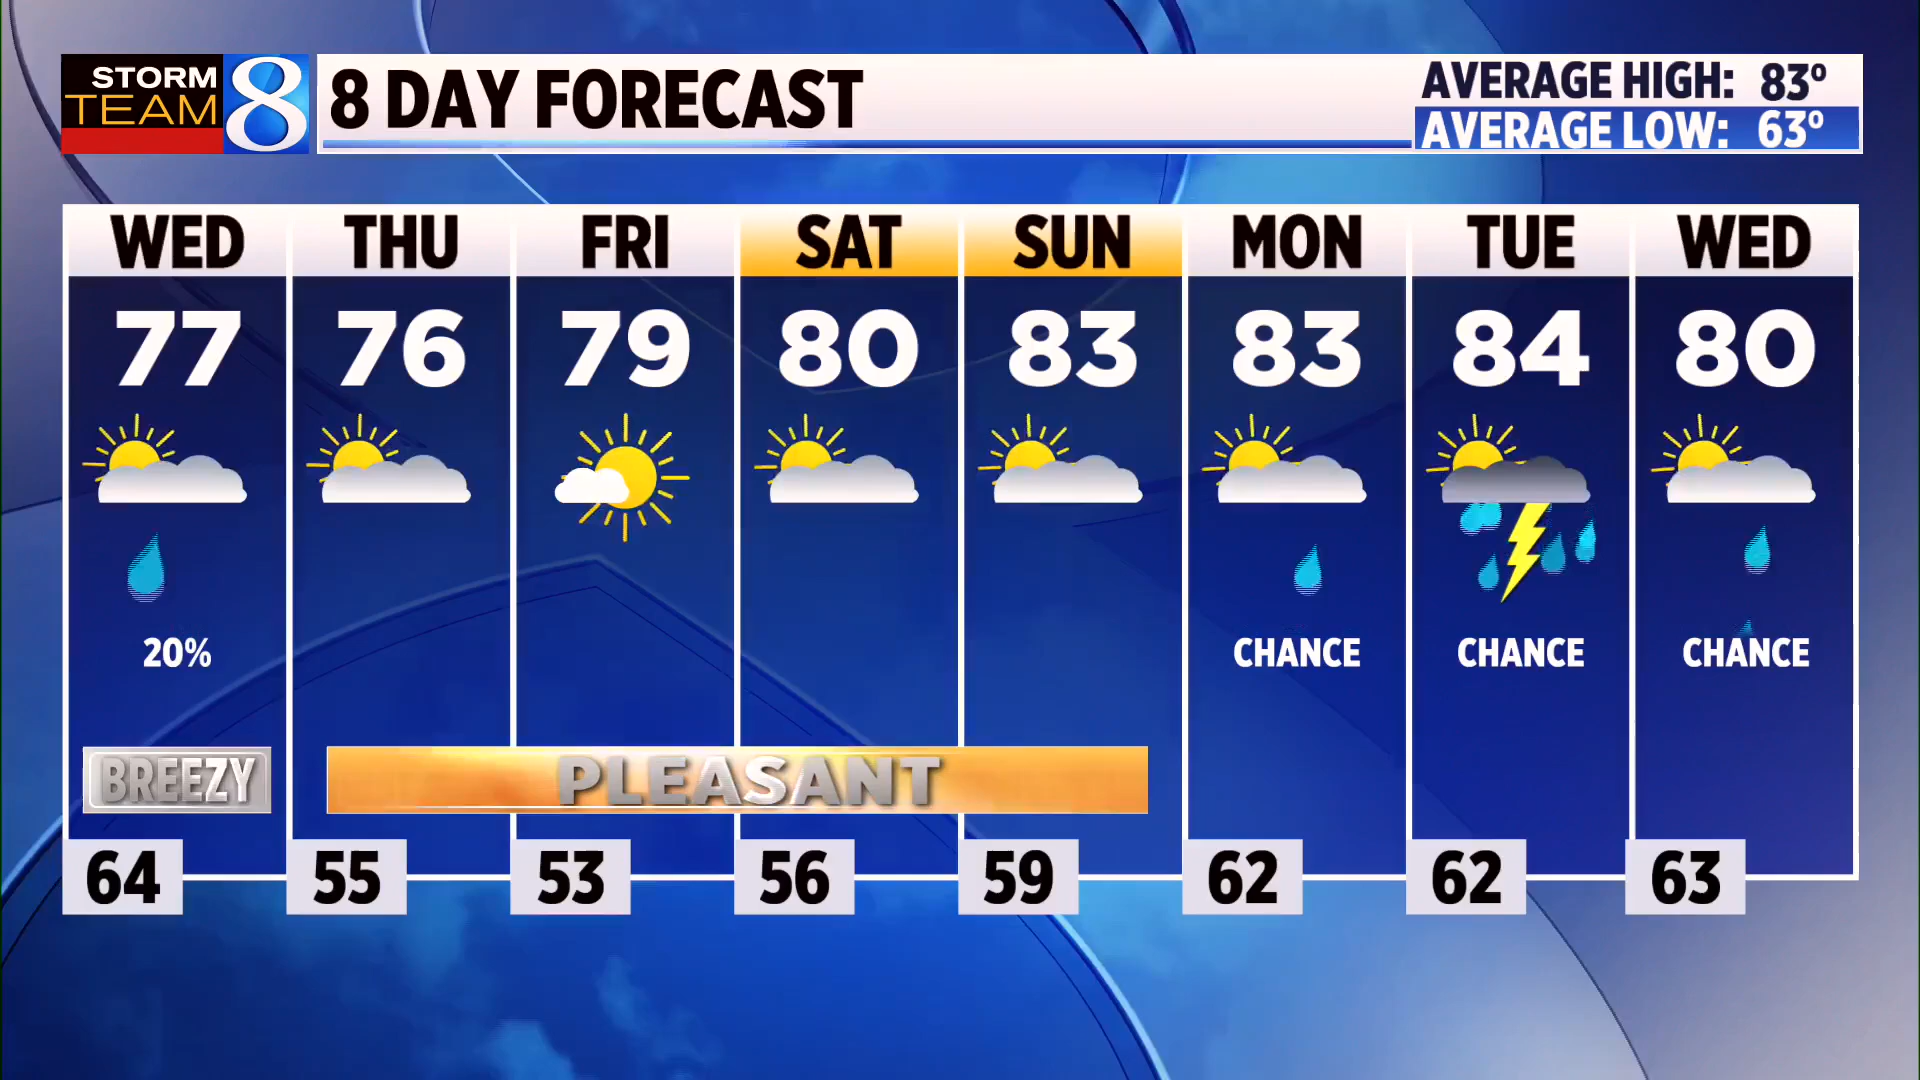 STORM
TEAM 8
8 DAY FORECAST
AVERAGE HIGH: 83°
AVERAGE LOW: 63°
WED THU FRI SAT SUN MON TUE WED
77 76 79 80 83 83 84 80
20% CHANCE CHANCE CHANCE
BREEZY PLEASANT
64 55 53 56 59 62 62 63